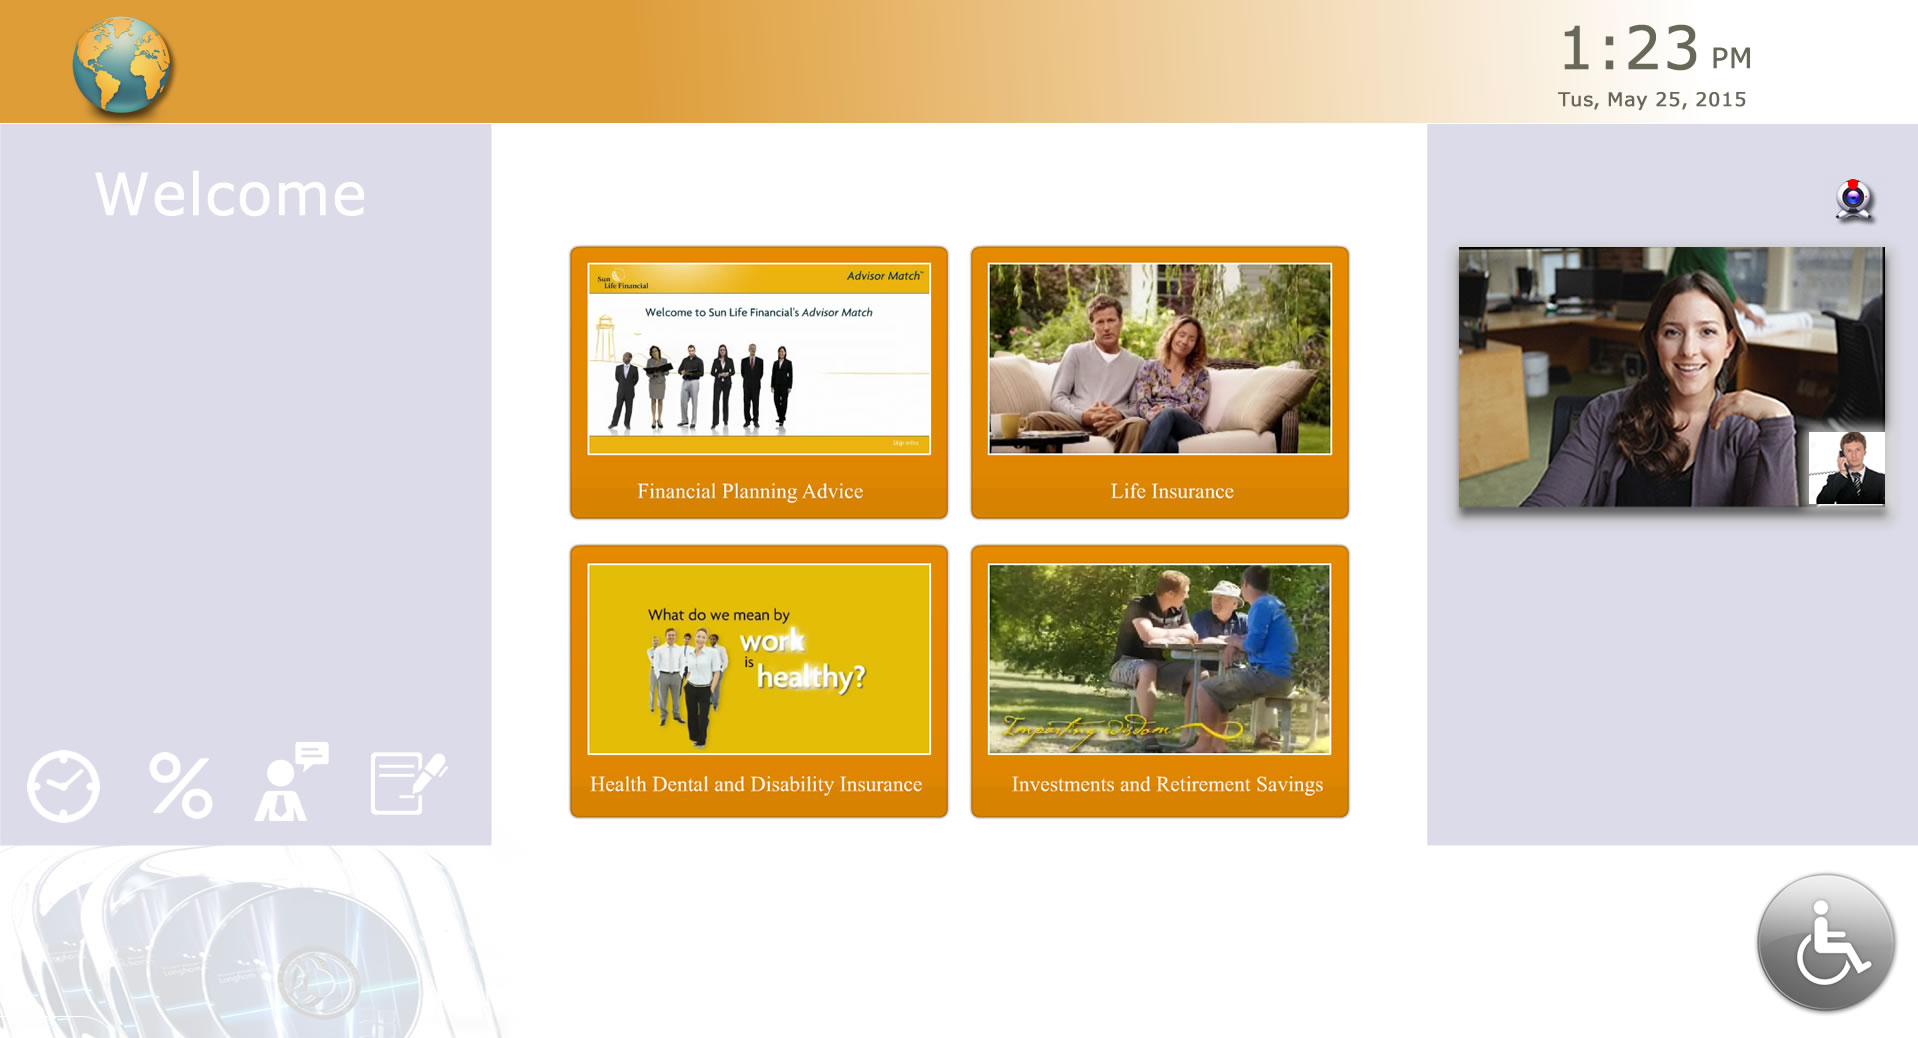 1:23 PM
Tus, May 25, 2015
Welcome
Sun
Life Financial
Advisor Match™
Welcome to Sun Life Financial's Advisor Match
Financial Planning Advice
Life Insurance
What do we mean by
work
is
healthy?
Health Dental and Disability Insurance
Imparting wisdom
Investments and Retirement Savings
Longhorn